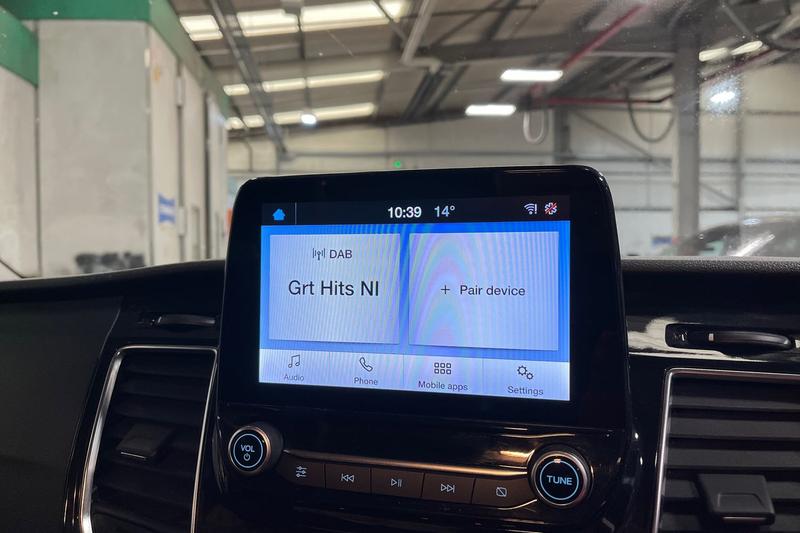 10:39 14°
DAB
Grt Hits NI
+ Pair device
Audio
Phone
Mobile apps
Settings
VOL
TUNE